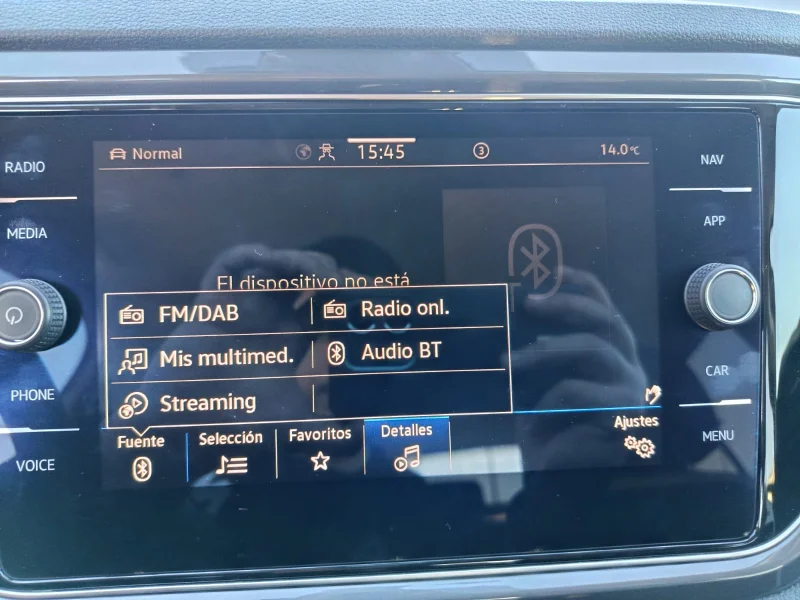 RADIO
MEDIA
PHONE
VOICE
Normal
15:45
3
14.0°C
El dispositivo no está
FM/DAB
Radio onl.
Mis multimed.
Audio BT
Streaming
Fuente
Selección
Favoritos
Detalles
Ajustes
NAV
APP
CAR
MENU